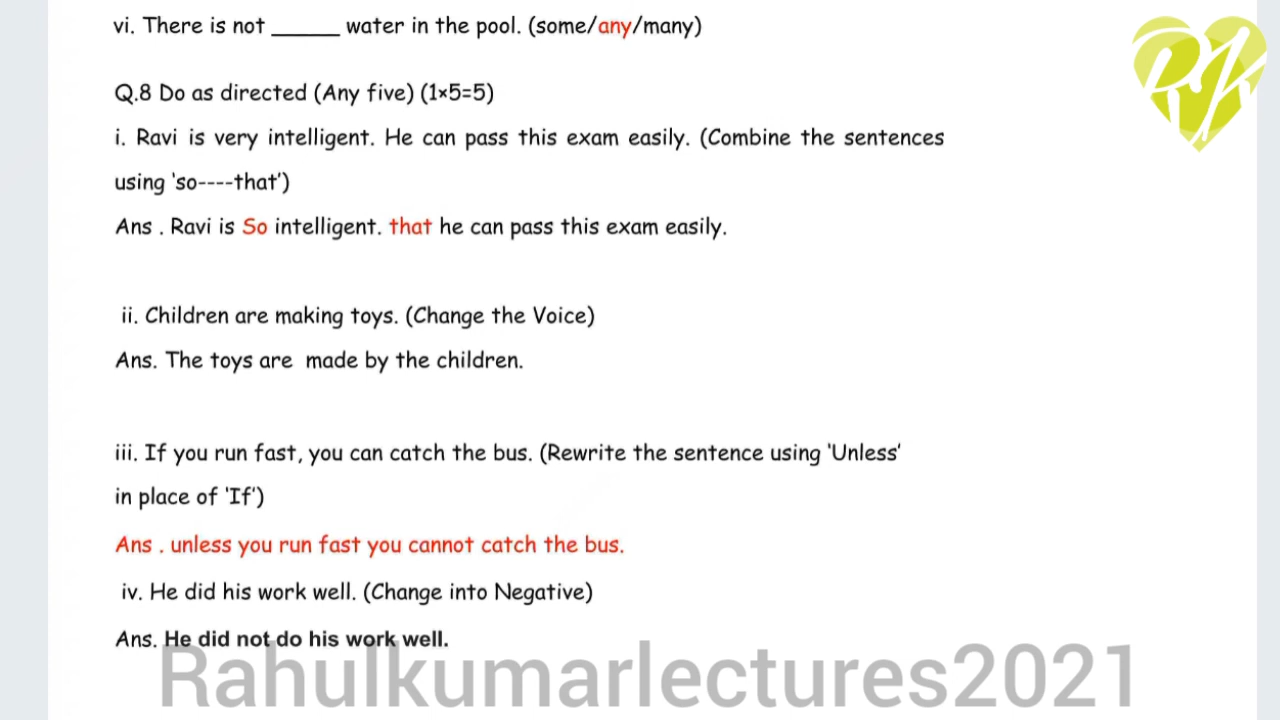 vi. There is not ______ water in the pool. (some/any/many)
Q.8 Do as directed (Any five) (1×5=5)
i. Ravi is very intelligent. He can pass this exam easily. (Combine the sentences
using 'so----that')
Ans . Ravi is So intelligent. that he can pass this exam easily.
ii. Children are making toys. (Change the Voice)
Ans. The toys are made by the children.
iii. If you run fast, you can catch the bus. (Rewrite the sentence using 'Unless'
in place of 'If')
Ans . unless you run fast you cannot catch the bus.
iv. He did his work well. (Change into Negative)
Ans. He did not do his work well.
Rahulkumarlectures2021
RK